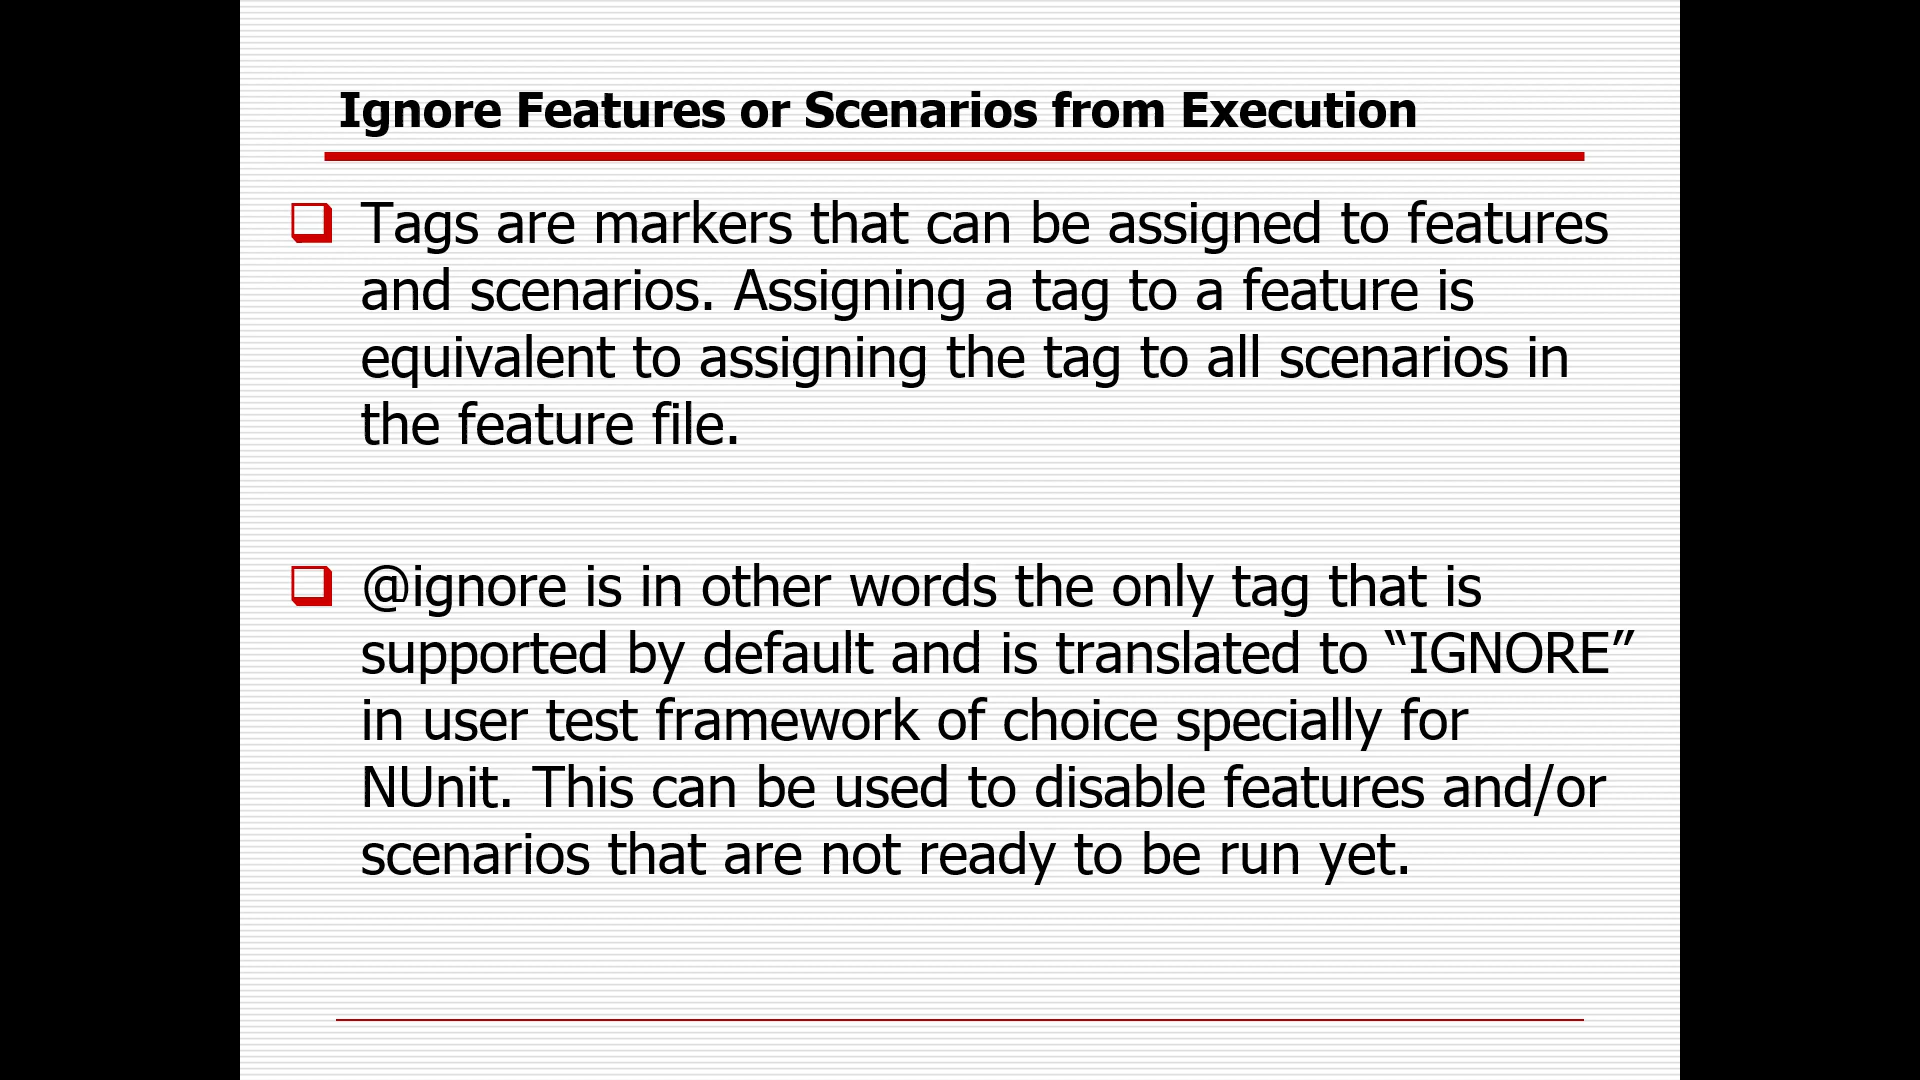 Ignore Features or Scenarios from Execution
Tags are markers that can be assigned to features
and scenarios. Assigning a tag to a feature is
equivalent to assigning the tag to all scenarios in
the feature file.
@ignore is in other words the only tag that is
supported by default and is translated to “IGNORE”
in user test framework of choice specially for
NUnit. This can be used to disable features and/or
scenarios that are not ready to be run yet.